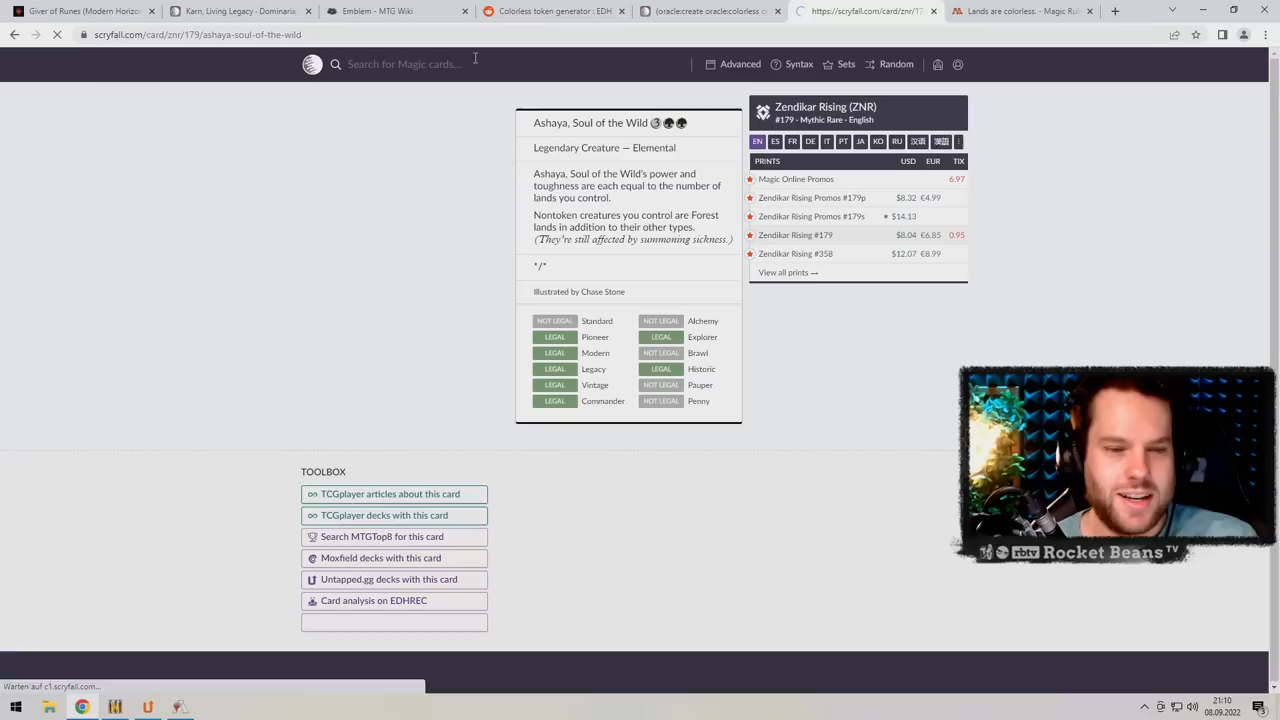 Giver of Runes (Modern Horizon
Karn, Living Legacy - Dominaria
Emblem - MTG Wiki
Colorless token generator : EDH
(oracle:create oracle:colorless o
https://scryfall.com/card/znr/17
Lands are colorless. - Magic Rul
scryfall.com/card/znr/179/ashaya-soul-of-the-wild
Search for Magic cards...
Advanced
Syntax
Sets
Random
Ashaya, Soul of the Wild 3
Legendary Creature — Elemental
Ashaya, Soul of the Wild's power and
toughness are each equal to the number of
lands you control.
Nontoken creatures you control are Forest
lands in addition to their other types.
(They're still affected by summoning sickness.)
*/*
Illustrated by Chase Stone
NOT LEGAL Standard NOT LEGAL Alchemy
LEGAL Pioneer LEGAL Explorer
LEGAL Modern NOT LEGAL Brawl
LEGAL Legacy LEGAL Historic
LEGAL Vintage NOT LEGAL Pauper
LEGAL Commander NOT LEGAL Penny
Zendikar Rising (ZNR)
#179 · Mythic Rare · English
EN ES FR DE IT PT JA KO RU 汉语 漢語
PRINTS USD EUR TIX
Magic Online Promos 6.97
Zendikar Rising Promos #179p $8.32 €4.99
Zendikar Rising Promos #179s ✶ $14.13
Zendikar Rising #179 $8.04 €6.85 0.95
Zendikar Rising #358 $12.07 €8.99
View all prints →
TOOLBOX
TCGplayer articles about this card
TCGplayer decks with this card
Search MTGTop8 for this card
Moxfield decks with this card
Untapped.gg decks with this card
Card analysis on EDHREC
rbtv Rocket Beans TV
Warten auf c1.scryfall.com...
21:10
08.09.2022
3